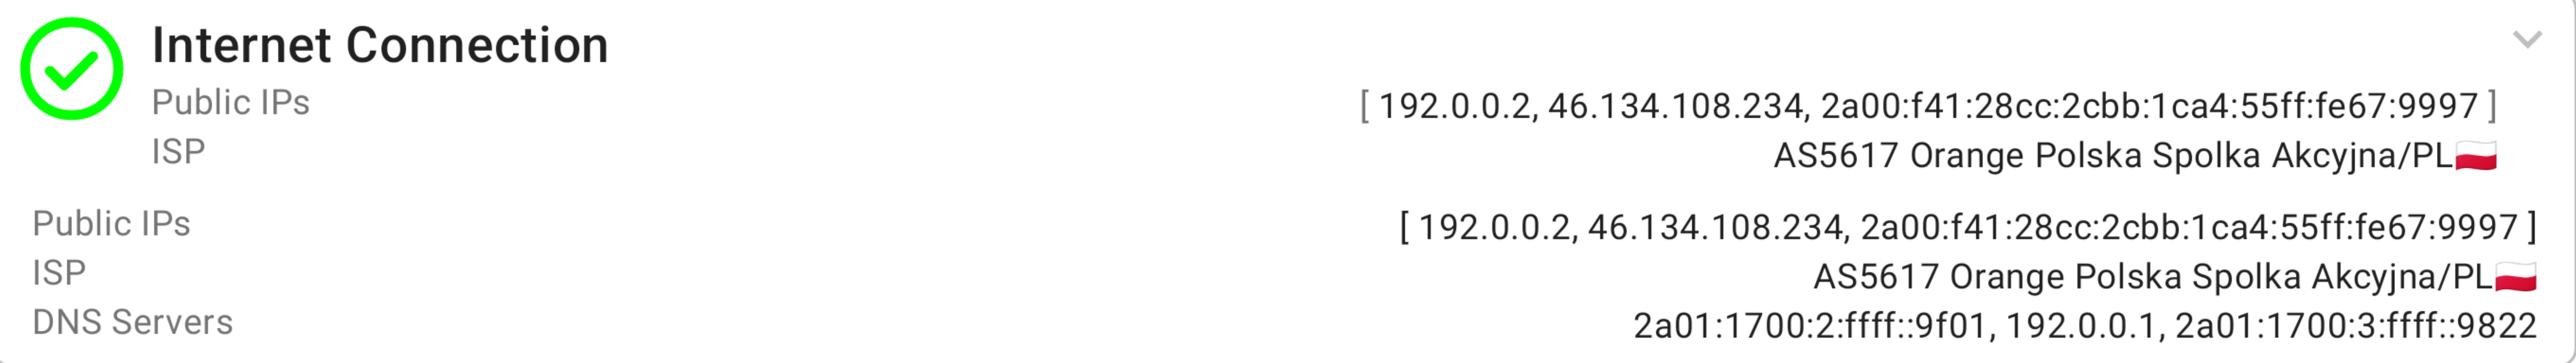 Internet Connection
Public IPs [ 192.0.0.2, 46.134.108.234, 2a00:f41:28cc:2cbb:1ca4:55ff:fe67:9997 ]
ISP AS5617 Orange Polska Spolka Akcyjna/PL🇵🇱
Public IPs [ 192.0.0.2, 46.134.108.234, 2a00:f41:28cc:2cbb:1ca4:55ff:fe67:9997 ]
ISP AS5617 Orange Polska Spolka Akcyjna/PL🇵🇱
DNS Servers 2a01:1700:2:ffff::9f01, 192.0.0.1, 2a01:1700:3:ffff::9822